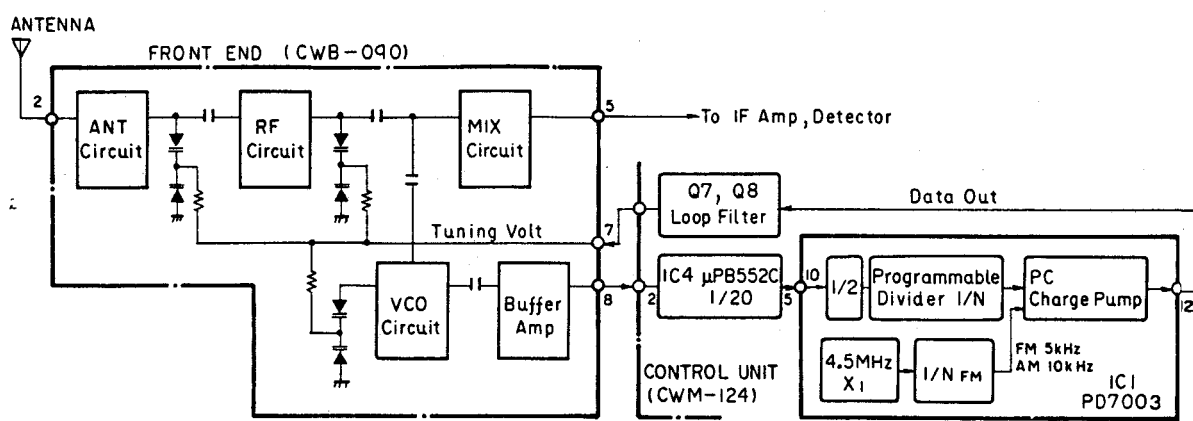 ANTENNA
FRONT END (CWB-090)
2
ANT
Circuit
RF
Circuit
MIX
Circuit
5
To IF Amp, Detector
Q7, Q8
Loop Filter
Data Out
Tuning Volt
7
VCO
Circuit
Buffer
Amp
8
2
IC4 μPB552C
1/20
5
10
1/2
Programmable
Divider 1/N
PC
Charge Pump
12
4.5MHz
X1
1/N FM
FM 5kHz
AM 10kHz
CONTROL UNIT
(CWM-124)
IC1
PD7003